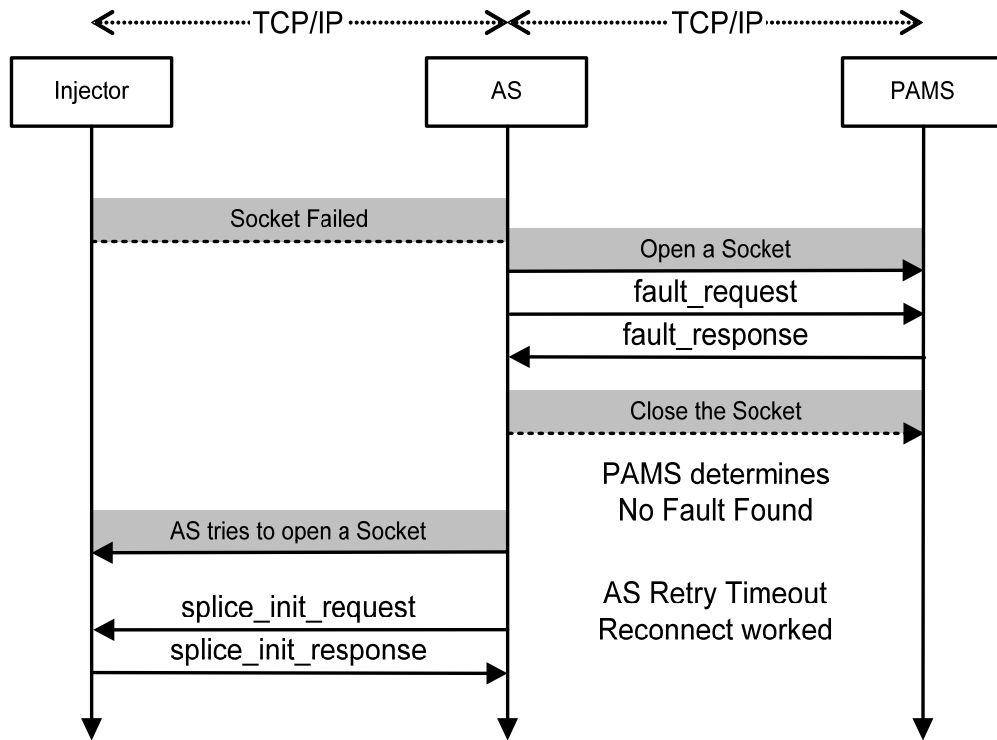 TCP/IP
TCP/IP
Injector
AS
PAMS
Socket Failed
Open a Socket
fault_request
fault_response
Close the Socket
PAMS determines
No Fault Found
AS tries to open a Socket
AS Retry Timeout
Reconnect worked
splice_init_request
splice_init_response